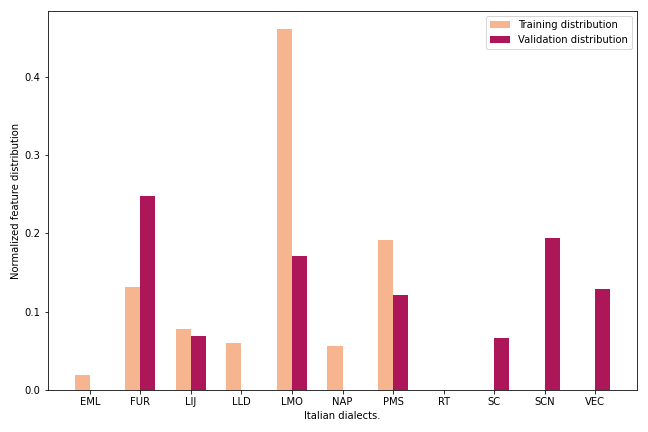 Training distribution
Validation distribution
Normalized feature distribution
0.4
0.3
0.2
0.1
0.0
EML FUR LIJ LLD LMO NAP PMS RT SC SCN VEC
Italian dialects.